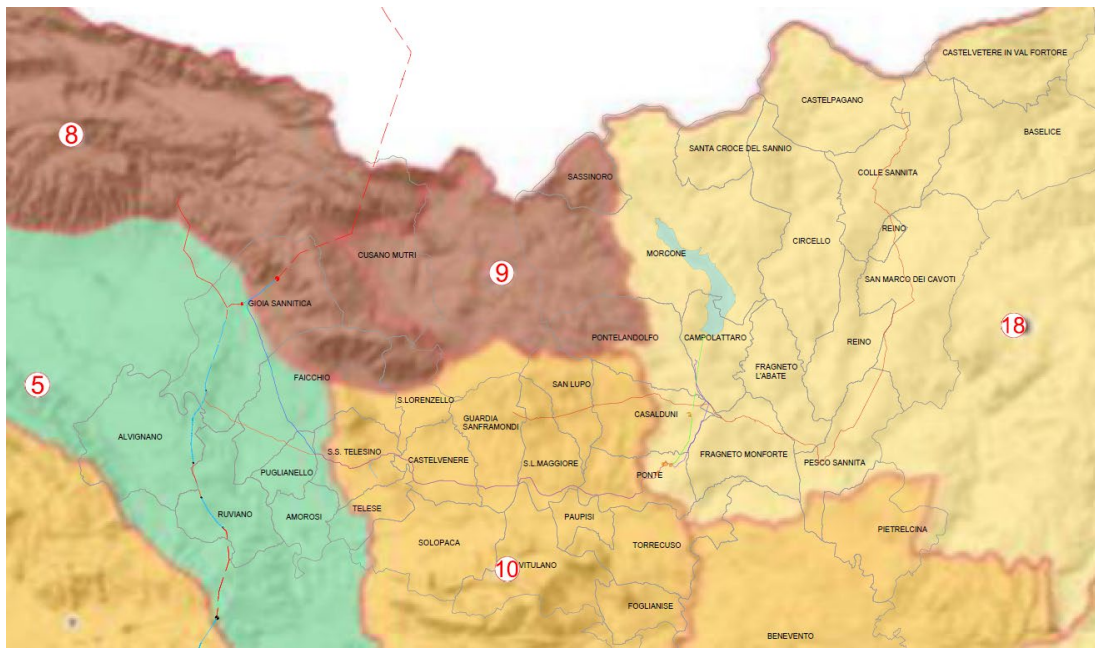 CASTELVETERE IN VAL FORTORE
CASTELPAGANO
8
BASELICE
SANTA CROCE DEL SANNIO
COLLE SANNITA
SASSINORO
REINO
CIRCELLO
CUSANO MUTRI
MORCONE
9
SAN MARCO DEI CAVOTI
GIOIA SANNITICA
18
PONTELANDOLFO
CAMPOLATTARO
REINO
FRAGNETO
L'ABATE
FAICCHIO
5
SAN LUPO
S.LORENZELLO
CASALDUNI
GUARDIA
SANFRAMONDI
ALVIGNANO
S.S. TELESINO
FRAGNETO MONFORTE
CASTELVENERE
S.L.MAGGIORE
PESCO SANNITA
PUGLIANELLO
PONTE
TELESE
RUVIANO
AMOROSI
PAUPISI
PIETRELCINA
SOLOPACA
TORRECUSO
10
VITULANO
FOGLIANISE
BENEVENTO